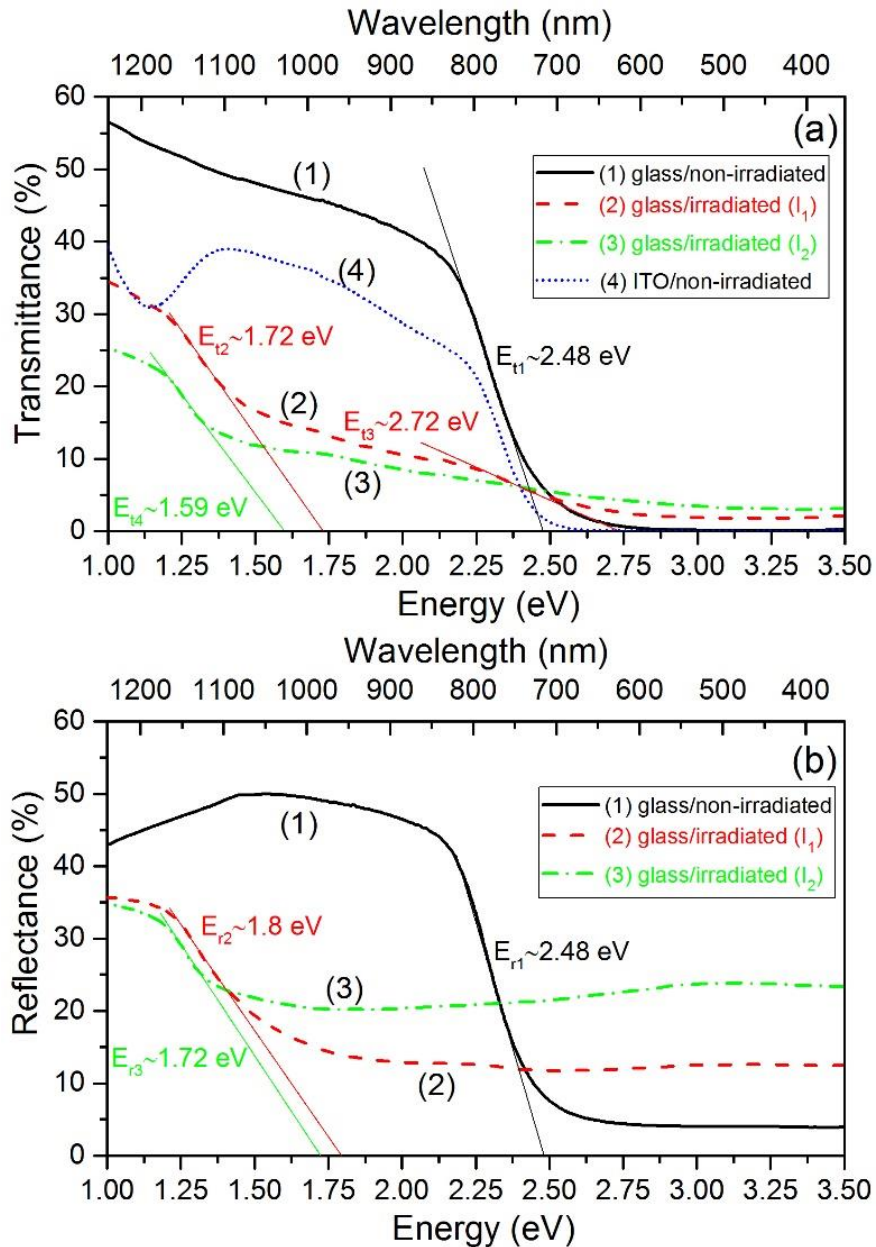 Wavelength (nm)
1200 1100 1000 900 800 700 600 500 400
(a)
60
50
40
30
20
10
0
Transmittance (%)
(1) glass/non-irradiated
(2) glass/irradiated (I₁)
(3) glass/irradiated (I₂)
(4) ITO/non-irradiated
(1)
(4)
Eₜ₂~1.72 eV
Eₜ₁~2.48 eV
(2)
Eₜ₃~2.72 eV
(3)
Eₜ₄~1.59 eV
1.00 1.25 1.50 1.75 2.00 2.25 2.50 2.75 3.00 3.25 3.50
Energy (eV)
Wavelength (nm)
1200 1100 1000 900 800 700 600 500 400
(b)
60
50
40
30
20
10
0
Reflectance (%)
(1) glass/non-irradiated
(2) glass/irradiated (I₁)
(3) glass/irradiated (I₂)
(1)
Eᵣ₂~1.8 eV
Eᵣ₁~2.48 eV
(3)
Eᵣ₃~1.72 eV
(2)
1.00 1.25 1.50 1.75 2.00 2.25 2.50 2.75 3.00 3.25 3.50
Energy (eV)